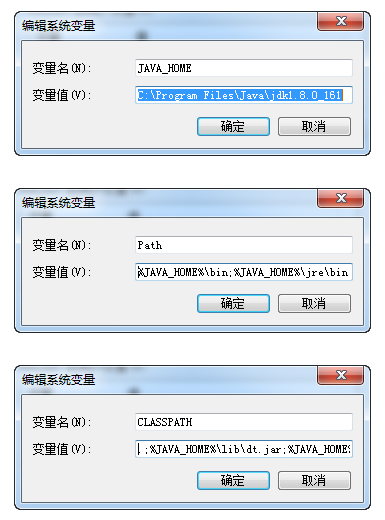 编辑系统变量
变量名(N): JAVA_HOME
变量值(V): C:\Program Files\Java\jdk1.8.0_161
确定 取消
编辑系统变量
变量名(N): Path
变量值(V): %JAVA_HOME%\bin;%JAVA_HOME%\jre\bin
确定 取消
编辑系统变量
变量名(N): CLASSPATH
变量值(V): .;%JAVA_HOME%\lib\dt.jar;%JAVA_HOME%
确定 取消